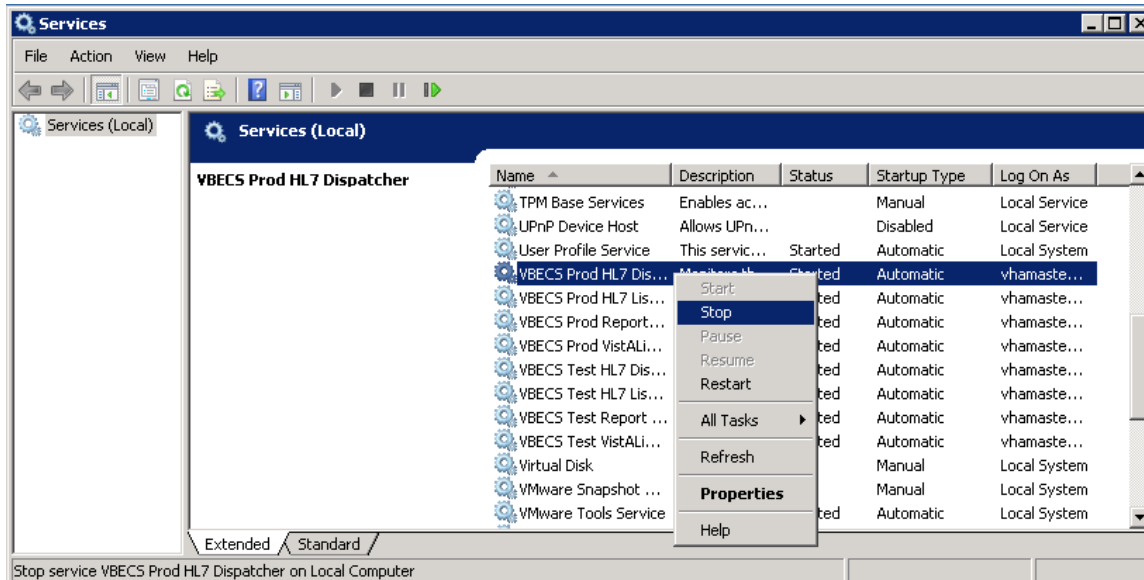 Services
File Action View Help
Services (Local)
Services (Local)
VBECS Prod HL7 Dispatcher
Name Description Status Startup Type Log On As
TPM Base Services Enables ac... Manual Local Service
UPnP Device Host Allows UPn... Disabled Local Service
User Profile Service This servic... Started Automatic Local System
VBECS Prod HL7 Dis... Automatic vhamaste...
VBECS Prod HL7 Lis... Automatic vhamaste...
VBECS Prod Report... Automatic vhamaste...
VBECS Prod VistALi... Automatic vhamaste...
VBECS Test HL7 Dis... Automatic vhamaste...
VBECS Test HL7 Lis... Automatic vhamaste...
VBECS Test Report ... Automatic vhamaste...
VBECS Test VistALi... Automatic vhamaste...
Virtual Disk Manual Local System
VMware Snapshot ... Manual Local System
VMware Tools Service Automatic Local System
Start
Stop
Pause
Resume
Restart
All Tasks
Refresh
Properties
Help
Extended Standard
Stop service VBECS Prod HL7 Dispatcher on Local Computer